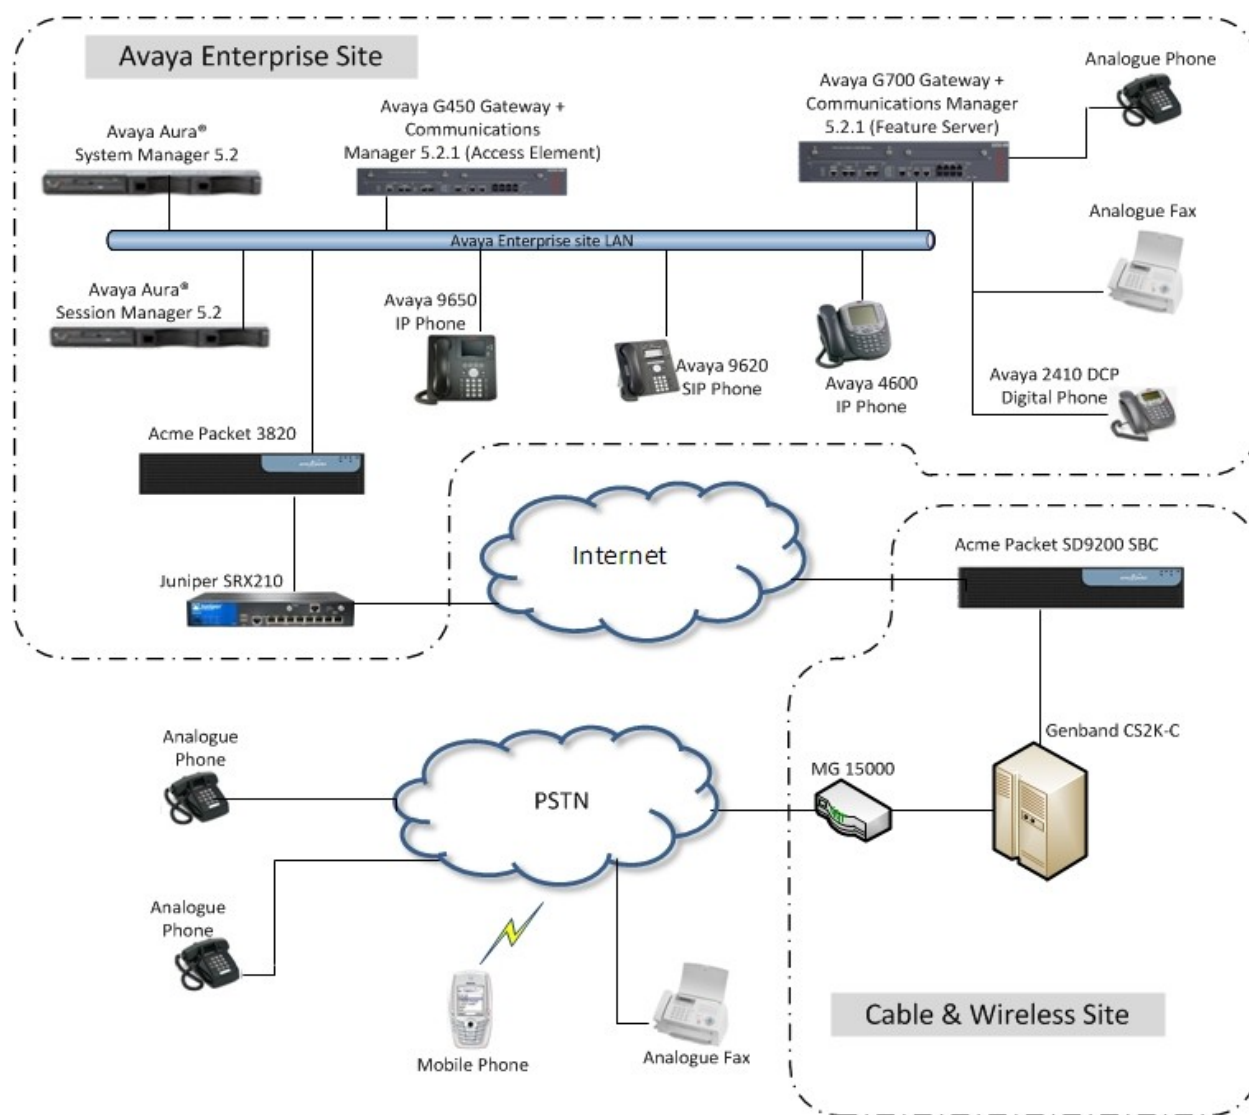 Avaya Enterprise Site
Avaya Aura®
System Manager 5.2
Avaya G450 Gateway +
Communications
Manager 5.2.1 (Access Element)
Avaya G700 Gateway +
Communications Manager
5.2.1 (Feature Server)
Analogue Phone
Analogue Fax
Avaya Enterprise site LAN
Avaya Aura®
Session Manager 5.2
Avaya 9650
IP Phone
Avaya 9620
SIP Phone
Avaya 4600
IP Phone
Avaya 2410 DCP
Digital Phone
Acme Packet 3820
Juniper SRX210
Internet
Acme Packet SD9200 SBC
Genband CS2K-C
MG 15000
Analogue
Phone
PSTN
Analogue
Phone
Mobile Phone
Analogue Fax
Cable & Wireless Site